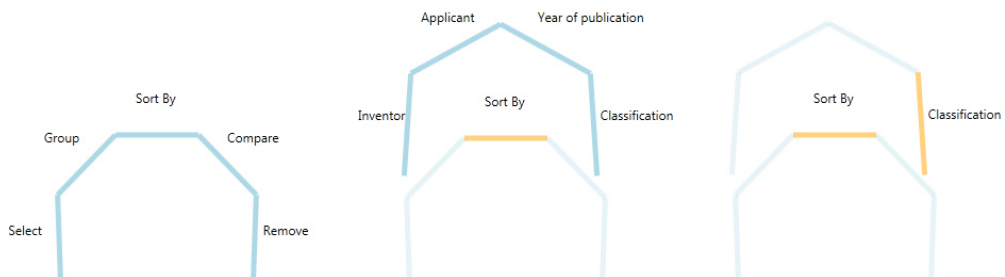 Sort By
Group
Compare
Select
Remove
Applicant
Year of publication
Inventor
Sort By
Classification
Sort By
Classification